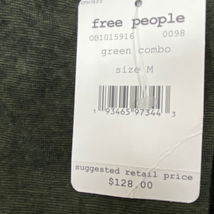 free people
OB1015916 0098
green combo
size M
1 93465 97344 3
suggested retail price
$128.00